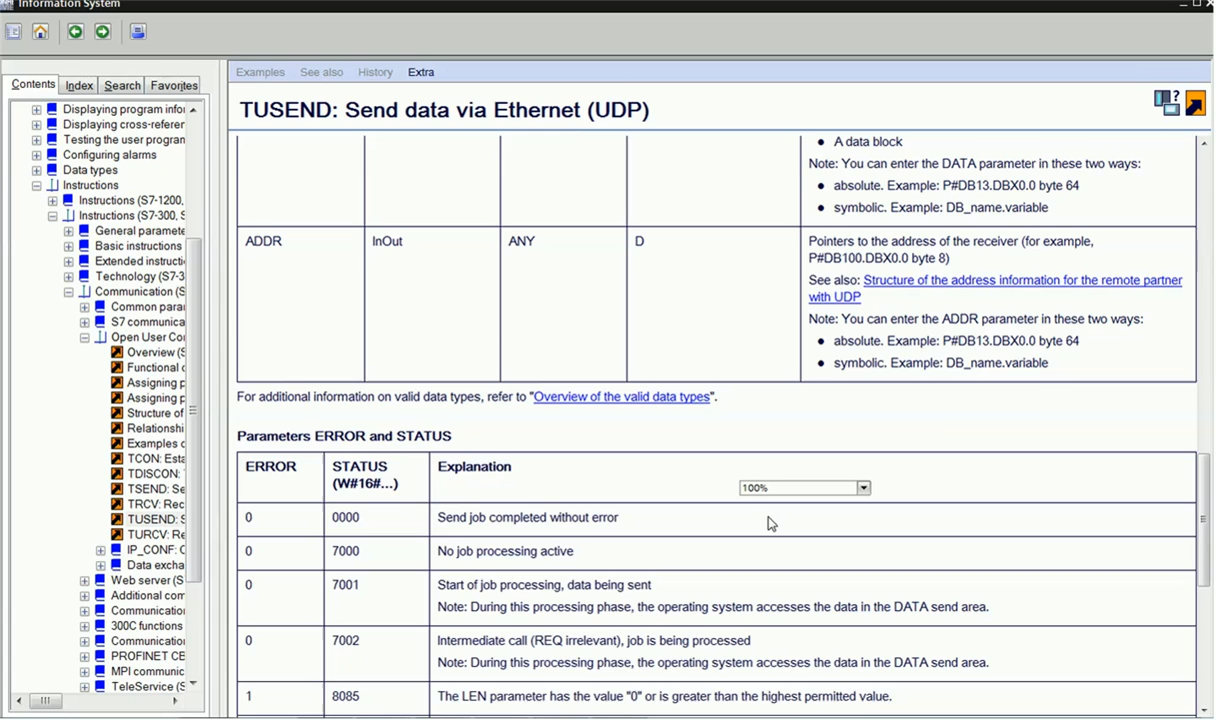 Information System
Contents
Index
Search
Favorites
Displaying program infor
Displaying cross-referen
Testing the user program
Configuring alarms
Data types
Instructions
Instructions (S7-1200,
Instructions (S7-300, S
General paramete
Basic instructions
Extended instructi
Technology (S7-3
Communication (S
Common para
S7 communica
Open User Co
Overview (S
Functional
Assigning p
Assigning p
Structure of
Relationshi
Examples o
TCON: Esta
TDISCON:
TSEND: Se
TRCV: Rec
TUSEND: S
TURCV: Re
IP_CONF: C
Data excha
Web server (S
Additional com
Communication
300C functions
Communication
PROFINET CB
MPI communic
TeleService (S
Examples See also History Extra
TUSEND: Send data via Ethernet (UDP)
• A data block
Note: You can enter the DATA parameter in these two ways:
• absolute. Example: P#DB13.DBX0.0 byte 64
• symbolic. Example: DB_name.variable
ADDR InOut ANY D Pointers to the address of the receiver (for example,
P#DB100.DBX0.0 byte 8)
See also: Structure of the address information for the remote partner
with UDP
Note: You can enter the ADDR parameter in these two ways:
• absolute. Example: P#DB13.DBX0.0 byte 64
• symbolic. Example: DB_name.variable
For additional information on valid data types, refer to "Overview of the valid data types".
Parameters ERROR and STATUS
ERROR STATUS Explanation
(W#16#...)
100%
0 0000 Send job completed without error
0 7000 No job processing active
0 7001 Start of job processing, data being sent
Note: During this processing phase, the operating system accesses the data in the DATA send area.
0 7002 Intermediate call (REQ irrelevant), job is being processed
Note: During this processing phase, the operating system accesses the data in the DATA send area.
1 8085 The LEN parameter has the value "0" or is greater than the highest permitted value.